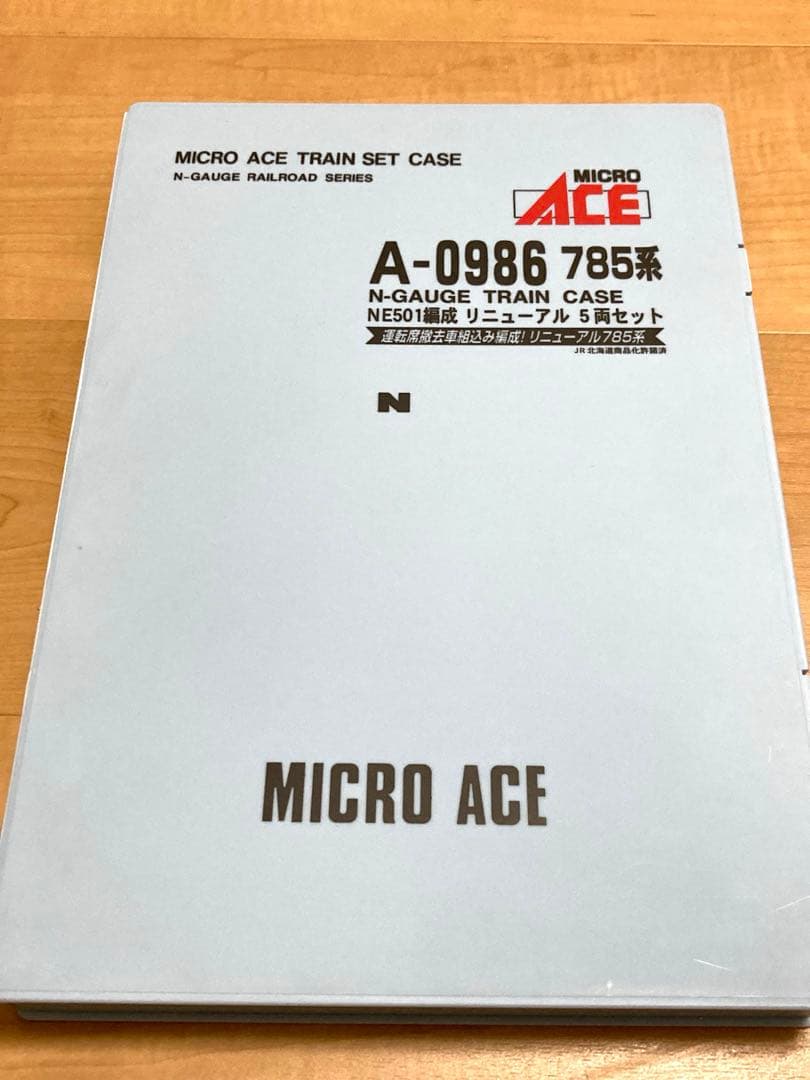 MICRO ACE TRAIN SET CASE
N-GAUGE RAILROAD SERIES
MICRO
ACE
A-0986 785系
N-GAUGE TRAIN CASE
NE501編成 リニューアル 5両セット
運転席撤去車組込み編成!リニューアル785系
JR北海道商品化許諾済
N
MICRO ACE